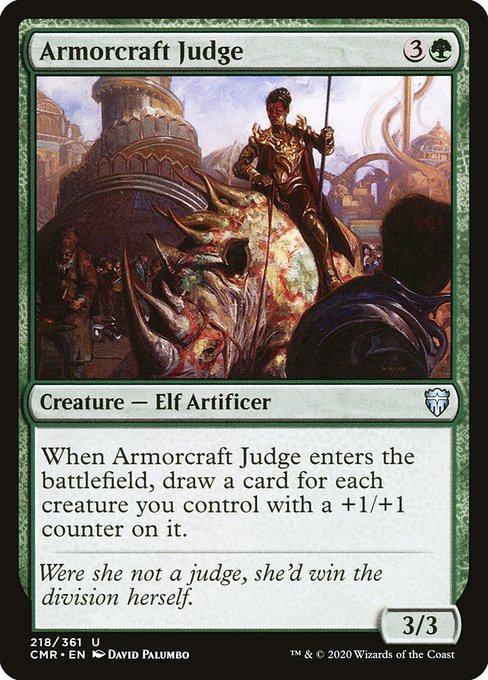 Armorcraft Judge 3
Creature — Elf Artificer
When Armorcraft Judge enters the
battlefield, draw a card for each
creature you control with a +1/+1
counter on it.
Were she not a judge, she'd win the
division herself.
3/3
218/361 U
CMR • EN DAVID PALUMBO ™ & © 2020 Wizards of the Coast